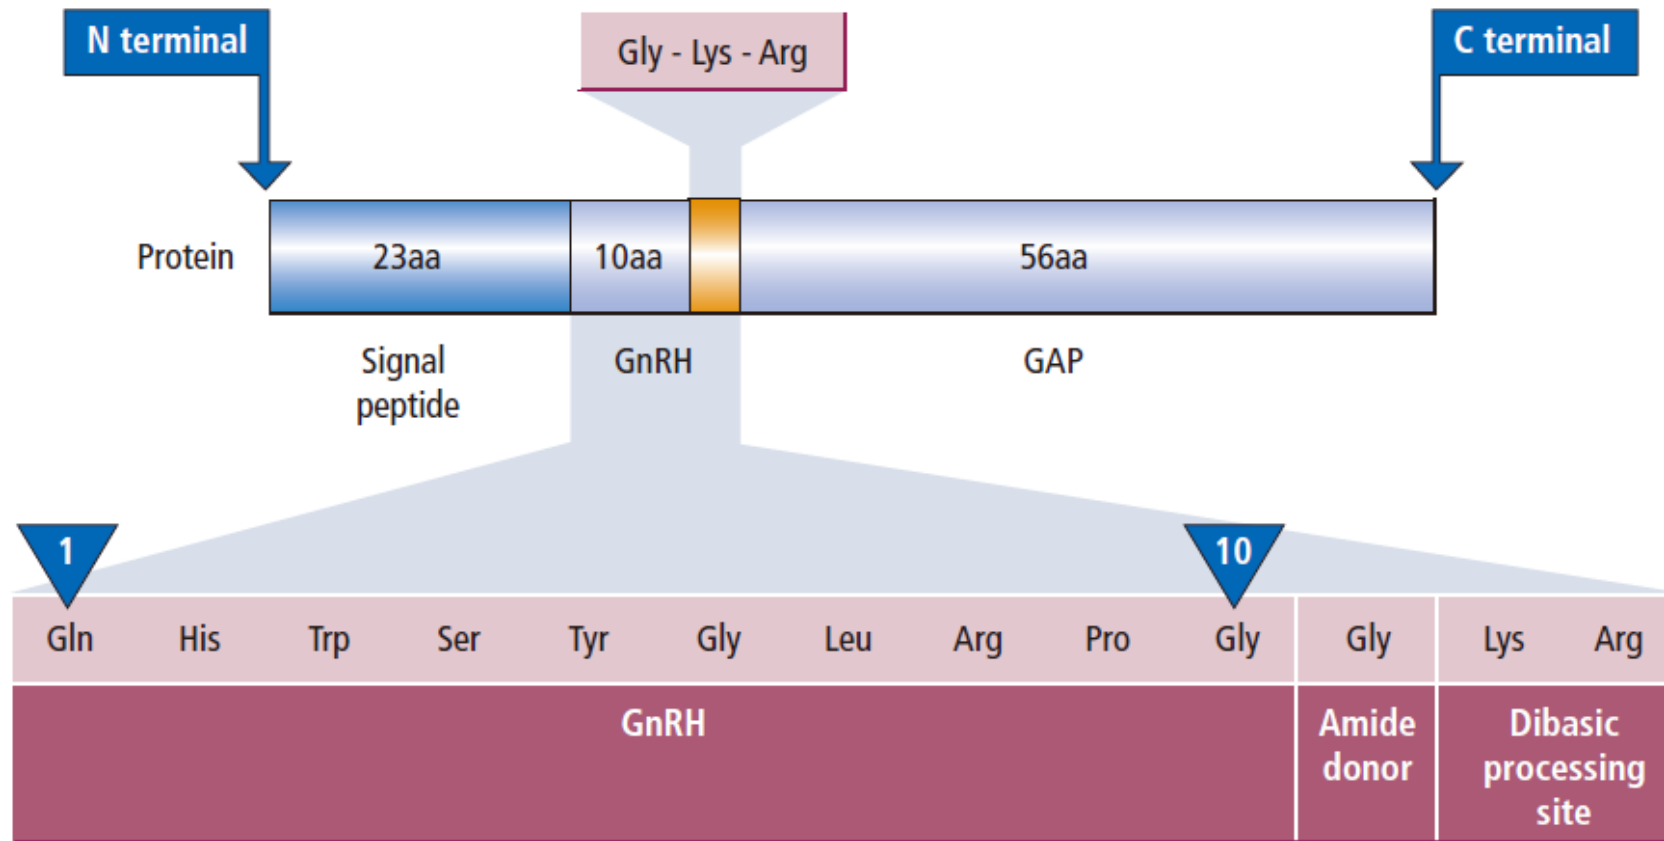 N terminal
Gly - Lys - Arg
C terminal
Protein
23aa
10aa
56aa
Signal
peptide
GnRH
GAP
1
10
Gln His Trp Ser Tyr Gly Leu Arg Pro Gly Gly Lys Arg
GnRH
Amide
donor
Dibasic
processing
site